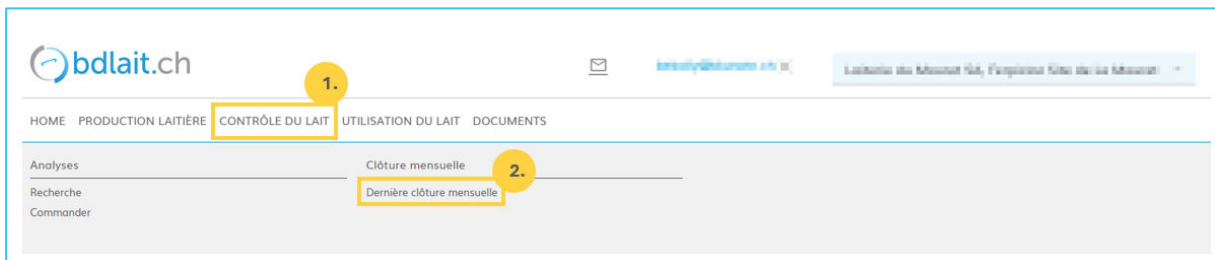 bdlait.ch
1.
HOME PRODUCTION LAITIÈRE CONTRÔLE DU LAIT UTILISATION DU LAIT DOCUMENTS
Analyses Clôture mensuelle
2.
Recherche Dernière clôture mensuelle
Commander